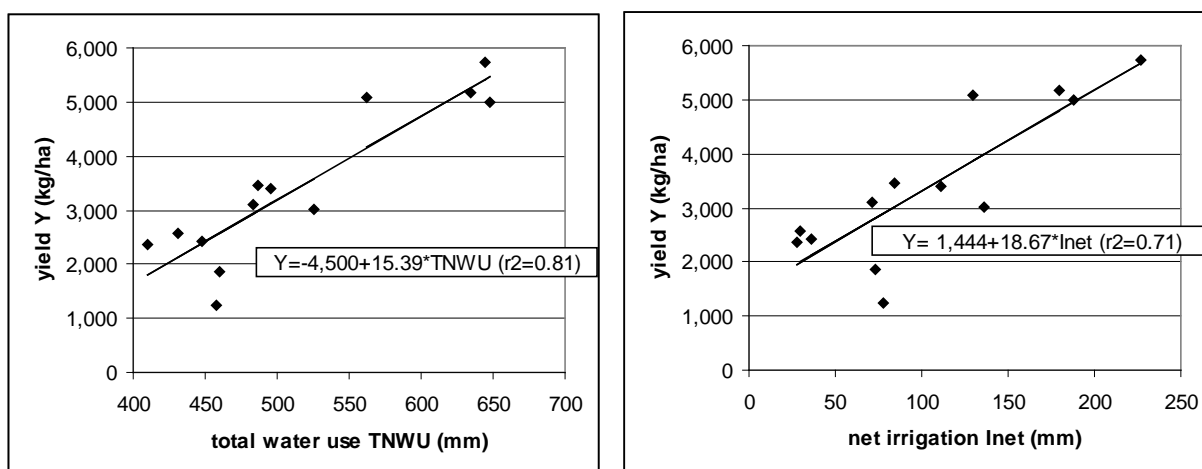 6,000
5,000
4,000
3,000
2,000
1,000
0
yield Y (kg/ha)
Y=-4,500+15.39*TNWU (r2=0.81)
400 450 500 550 600 650 700
total water use TNWU (mm)
6,000
5,000
4,000
3,000
2,000
1,000
0
yield Y (kg/ha)
Y= 1,444+18.67*Inet (r2=0.71)
0 50 100 150 200 250
net irrigation Inet (mm)